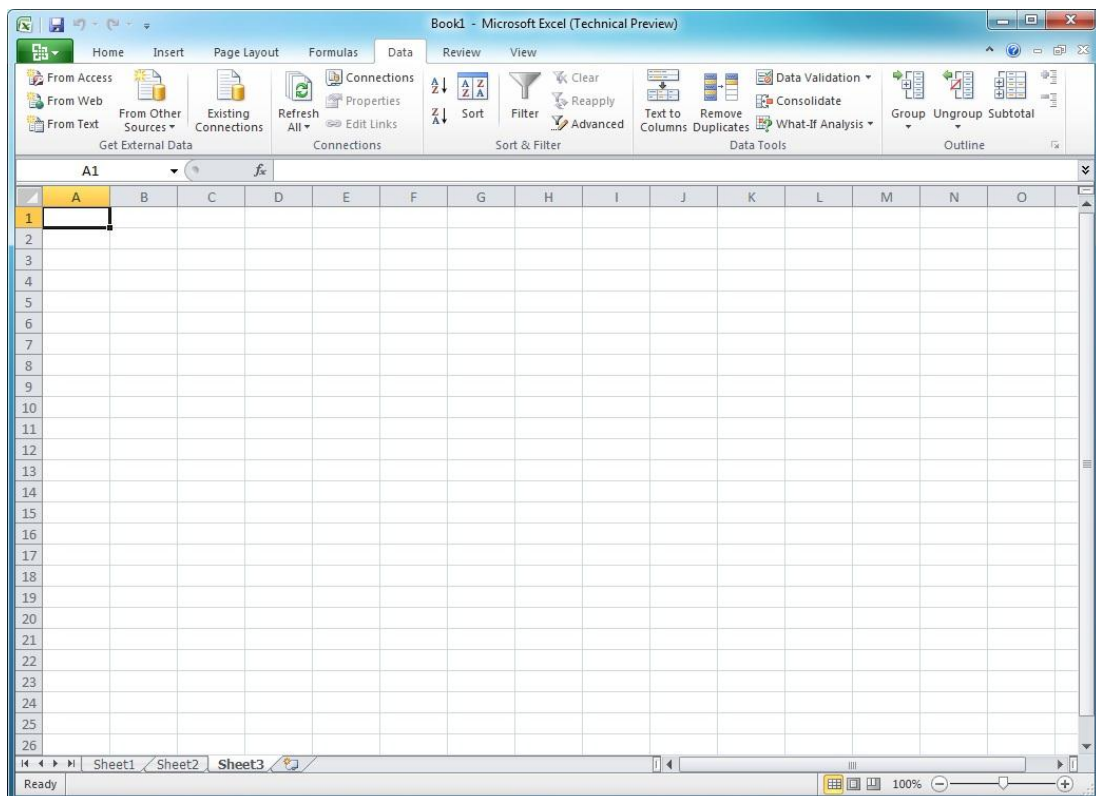 Book1 - Microsoft Excel (Technical Preview)
Home Insert Page Layout Formulas Data Review View
From Access
From Web
From Text
From Other Sources
Existing Connections
Get External Data
Refresh All
Connections
Properties
Edit Links
Connections
A Z
Z A
A Z Z A
Sort
Filter
Clear
Reapply
Advanced
Sort & Filter
Text to Columns
Remove Duplicates
Data Validation
Consolidate
What-If Analysis
Data Tools
Group
Ungroup
Subtotal
Outline
A1 fx
A B C D E F G H I J K L M N O
1
2
3
4
5
6
7
8
9
10
11
12
13
14
15
16
17
18
19
20
21
22
23
24
25
26
Sheet1 Sheet2 Sheet3
Ready 100%